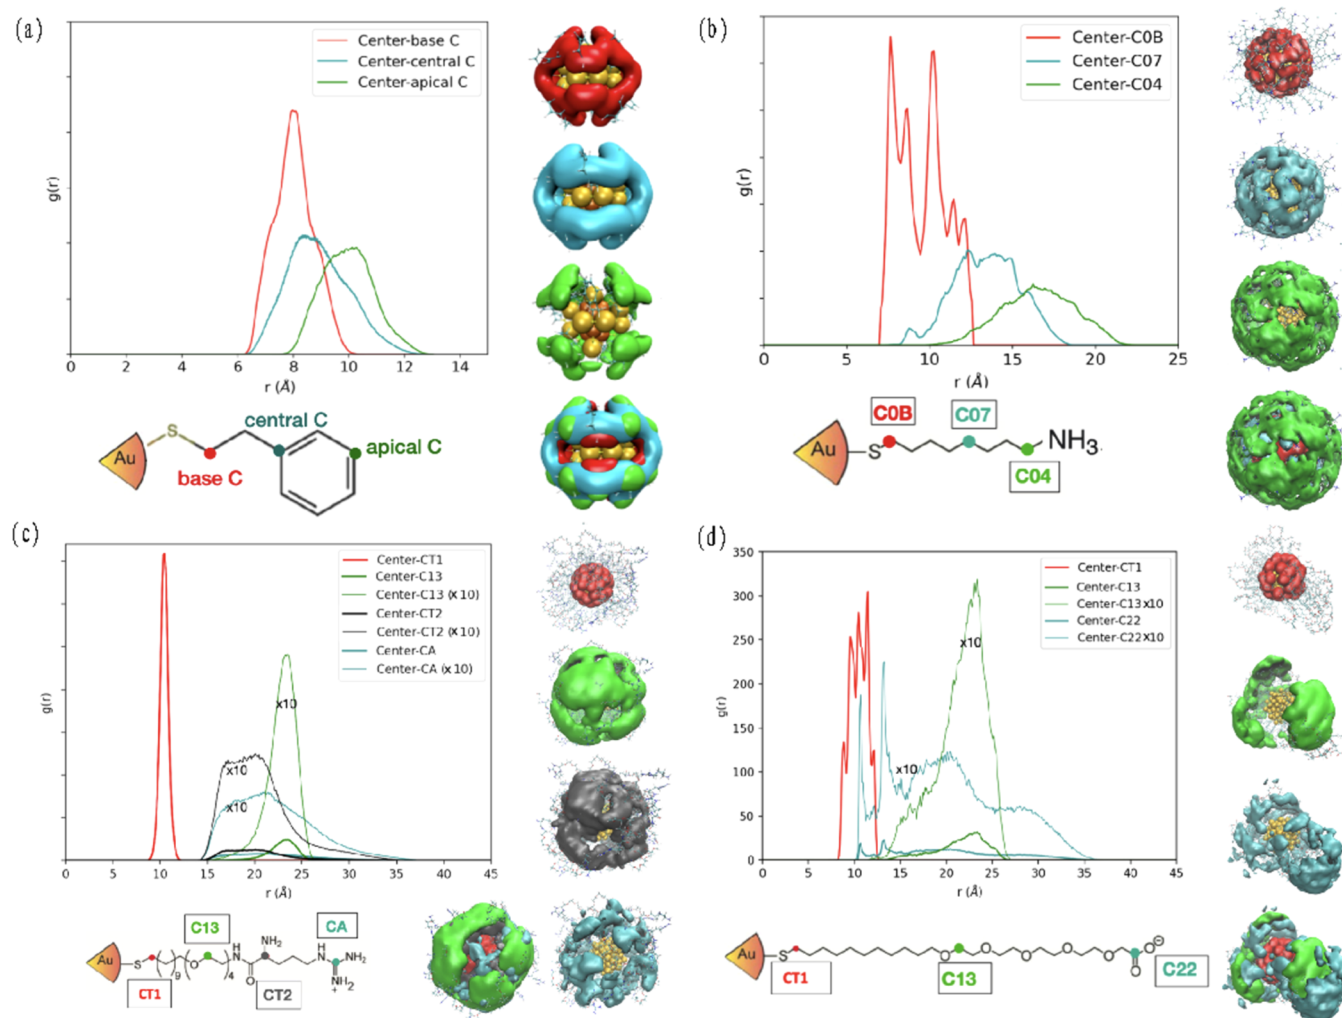 (a)
Center-base C
Center-central C
Center-apical C
g(r)
0 2 4 6 8 10 12 14
r (Å)
Au
S
base C
central C
apical C
(b)
Center-C0B
Center-C07
Center-C04
g(r)
0 5 10 15 20 25
r (Å)
Au
S
C0B
C07
C04
NH3
(c)
Center-CT1
Center-C13
Center-C13 (x10)
Center-CT2
Center-CT2 (x10)
Center-CA
Center-CA (x10)
x10
x10
x10
g(r)
0 5 10 15 20 25 30 35 40 45
r (Å)
Au
S
CT1
9
O
C13
4
H
N
O
NH2
CT2
H
N
CA
NH2
NH2
+
(d)
Center-CT1
Center-C13
Center-C13x10
Center-C22
Center-C22x10
x10
x10
g(r)
350
300
250
200
150
100
50
0
0 5 10 15 20 25 30 35 40 45
r (Å)
Au
S
CT1
O
C13
O
O
O
O
O
O
C22